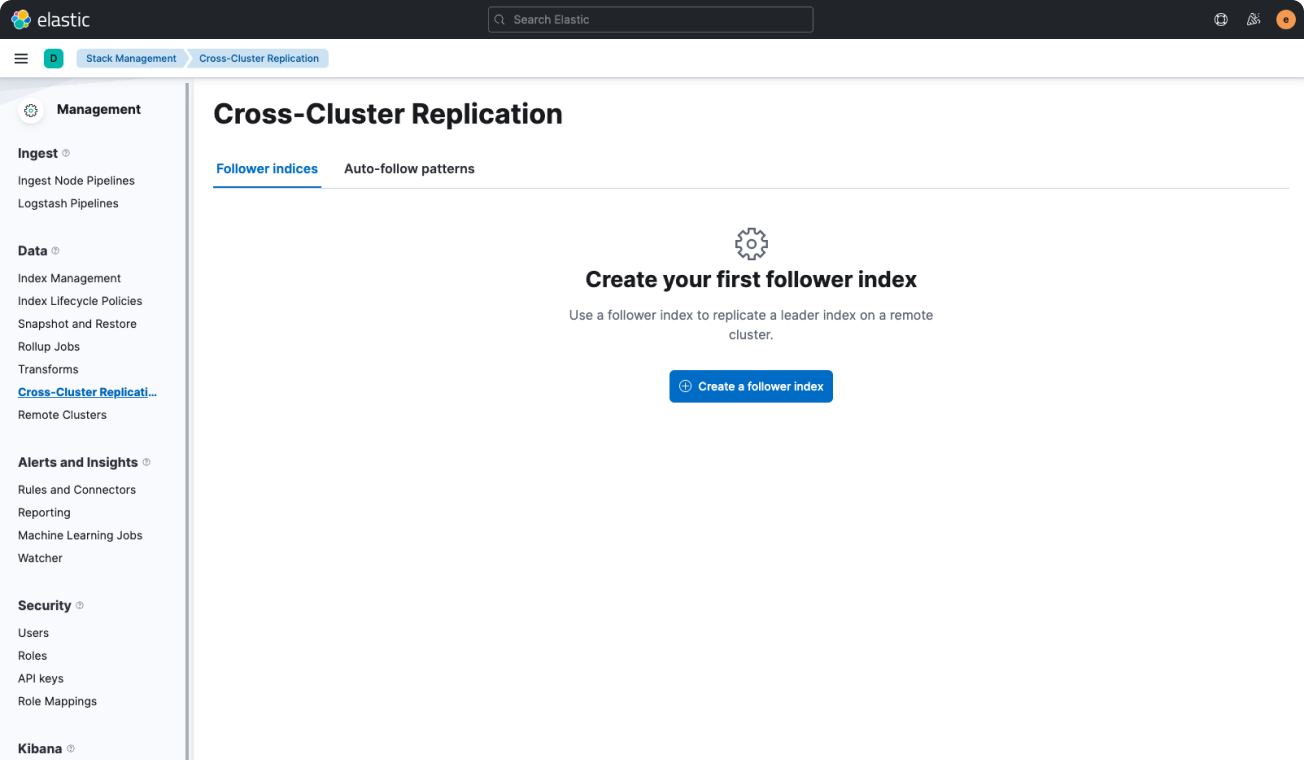 elastic
Search Elastic
e
D
Stack Management
Cross-Cluster Replication
Management
Ingest
Ingest Node Pipelines
Logstash Pipelines
Data
Index Management
Index Lifecycle Policies
Snapshot and Restore
Rollup Jobs
Transforms
Cross-Cluster Replicati...
Remote Clusters
Alerts and Insights
Rules and Connectors
Reporting
Machine Learning Jobs
Watcher
Security
Users
Roles
API keys
Role Mappings
Kibana
Cross-Cluster Replication
Follower indices
Auto-follow patterns
Create your first follower index
Use a follower index to replicate a leader index on a remote
cluster.
Create a follower index